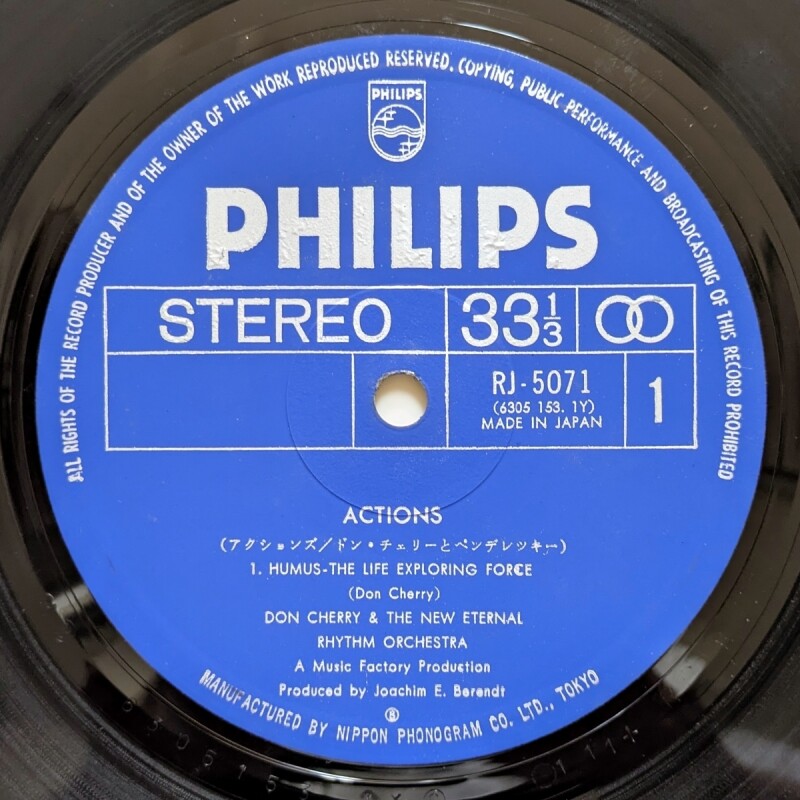 ALL RIGHTS OF THE RECORD PRODUCER AND OF THE OWNER OF THE WORK REPRODUCED RESERVED. COPYING, PUBLIC PERFORMANCE AND BROADCASTING OF THIS RECORD PROHIBITED
PHILIPS
PHILIPS
STEREO
33 1/3
RJ-5071
(6305 153. 1Y)
MADE IN JAPAN
1
ACTIONS
(アクションズ/ドン・チェリーとペンデレツキー)
1. HUMUS-THE LIFE EXPLORING FORCE
(Don Cherry)
DON CHERRY & THE NEW ETERNAL
RHYTHM ORCHESTRA
A Music Factory Production
Produced by Joachim E. Berendt
MANUFACTURED BY NIPPON PHONOGRAM CO. LTD., TOKYO